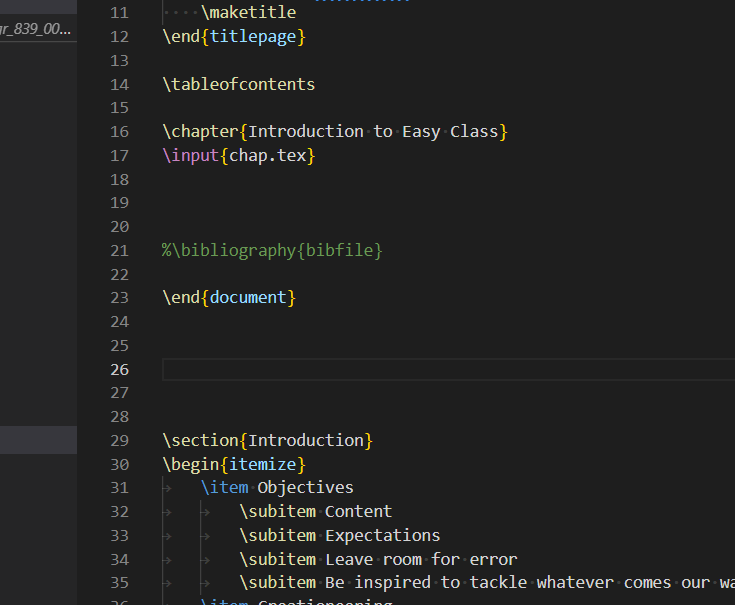 gr_839_00...
11 \maketitle
12 \end{titlepage}
13
14 \tableofcontents
15
16 \chapter{Introduction to Easy Class}
17 \input{chap.tex}
18
19
20
21 %\bibliography{bibfile}
22
23 \end{document}
24
25
26
27
28
29 \section{Introduction}
30 \begin{itemize}
31 \item Objectives
32 \subitem Content
33 \subitem Expectations
34 \subitem Leave room for error
35 \subitem Be inspired to tackle whatever comes our wa
36 \item Creationeering